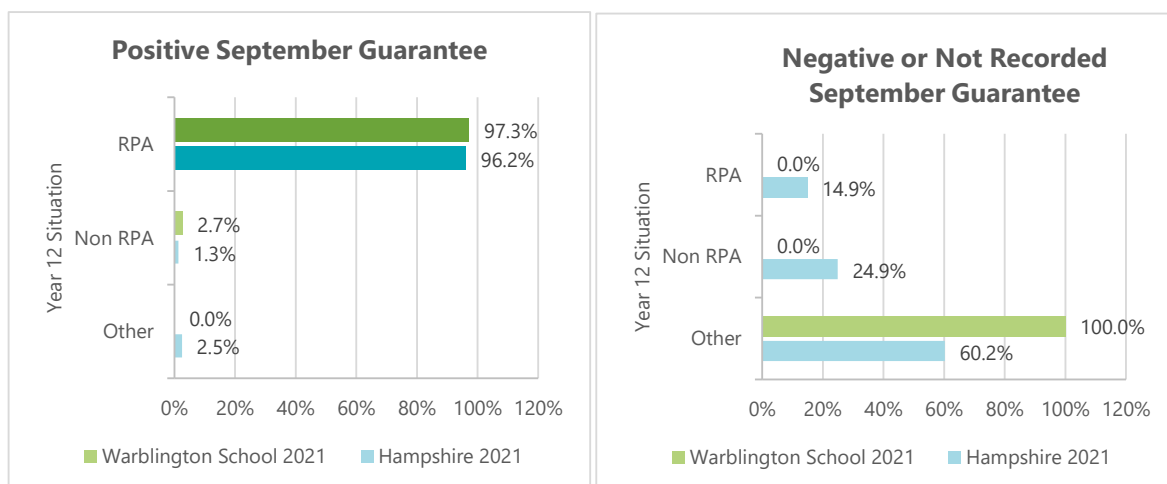 Positive September Guarantee
Year 12 Situation
RPA
97.3%
96.2%
Non RPA
2.7%
1.3%
Other
0.0%
2.5%
0% 20% 40% 60% 80% 100% 120%
Warblington School 2021 Hampshire 2021
Negative or Not Recorded
September Guarantee
Year 12 Situation
RPA
0.0%
14.9%
Non RPA
0.0%
24.9%
Other
100.0%
60.2%
0% 20% 40% 60% 80% 100% 120%
Warblington School 2021 Hampshire 2021